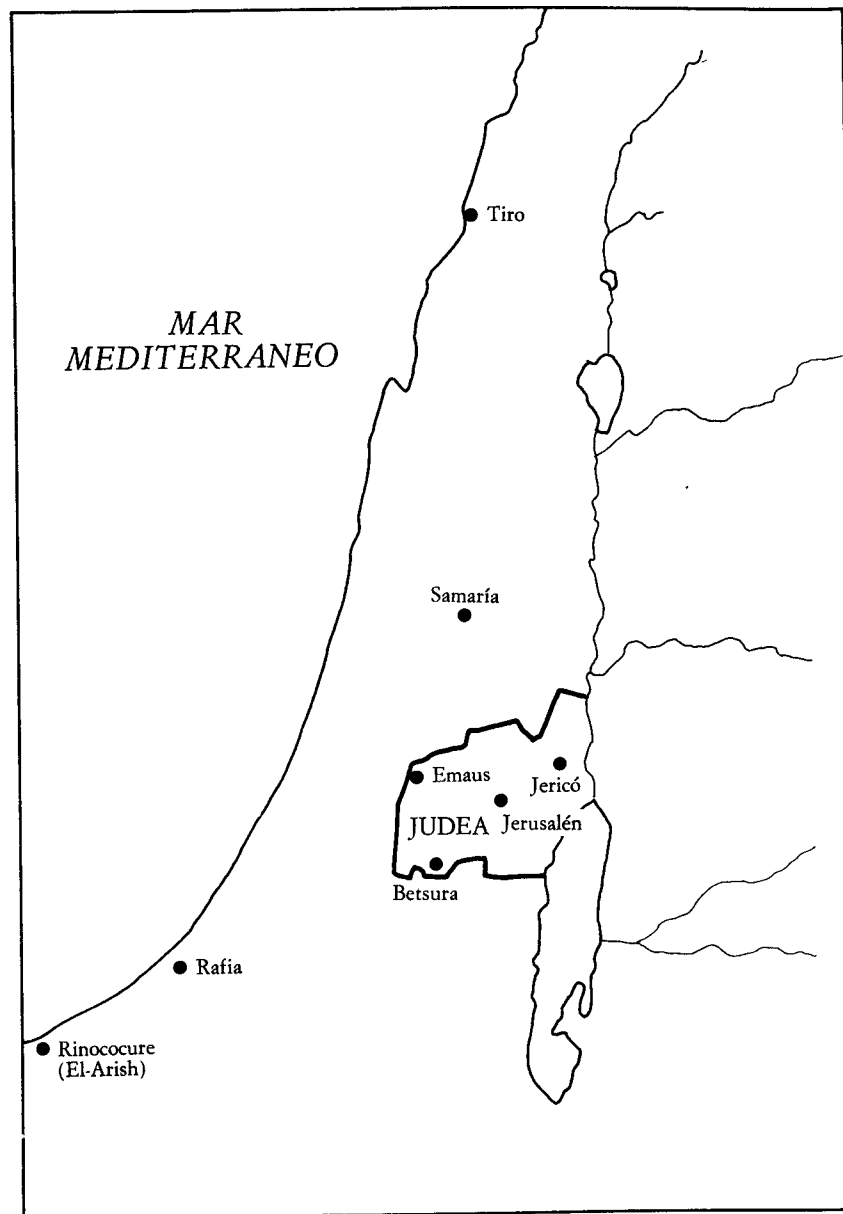 Tiro
MAR
MEDITERRANEO
Samaría
Emaus
Jericó
JUDEA
Jerusalén
Betsura
Rafia
Rinococure
(El-Arish)